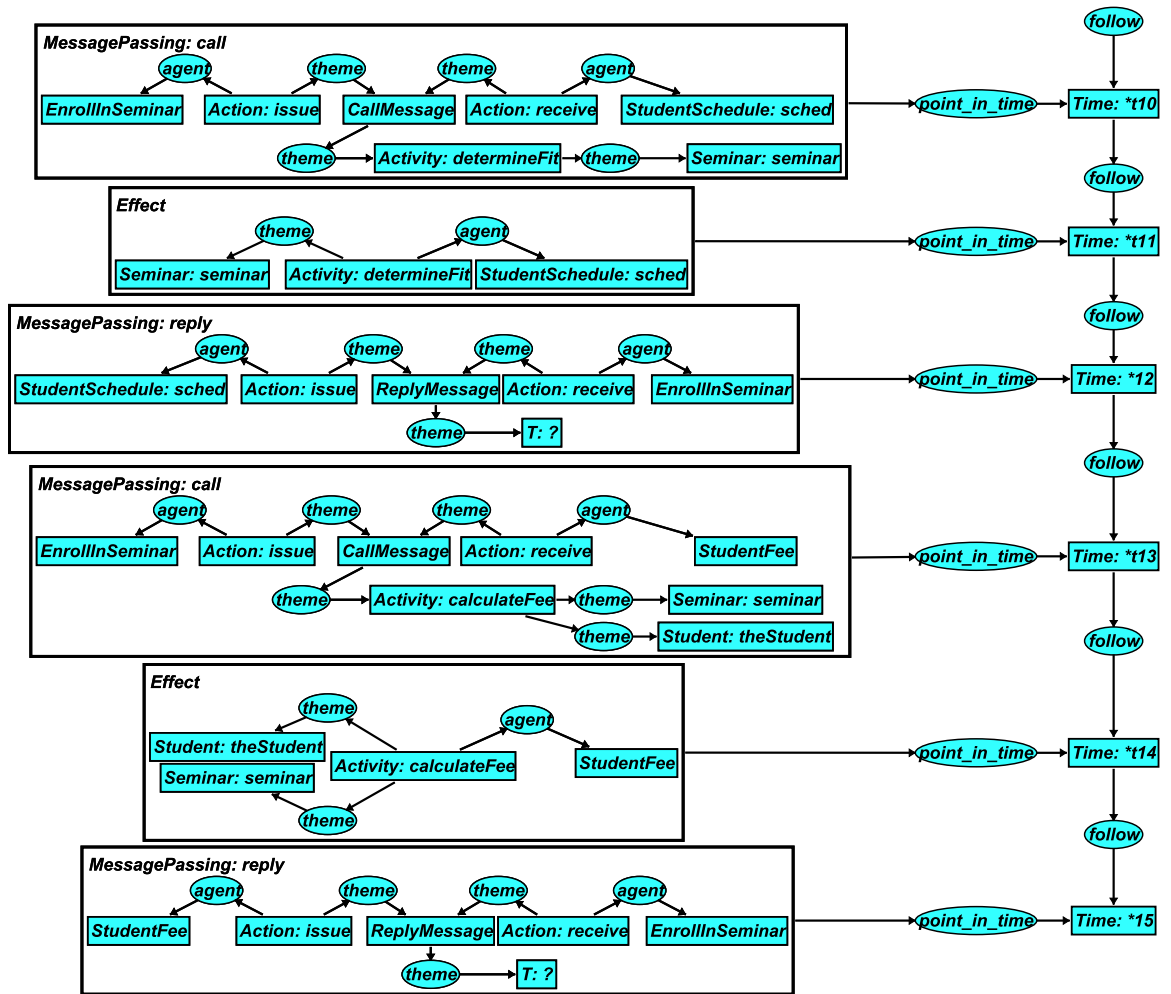 follow
MessagePassing: call
agent theme theme agent
EnrollInSeminar Action: issue CallMessage Action: receive StudentSchedule: sched point_in_time Time: *t10
theme Activity: determineFit theme Seminar: seminar
follow
Effect
theme agent
point_in_time Time: *t11
Seminar: seminar Activity: determineFit StudentSchedule: sched
follow
MessagePassing: reply
agent theme theme agent
StudentSchedule: sched Action: issue ReplyMessage Action: receive EnrollInSeminar point_in_time Time: *12
theme T: ?
follow
MessagePassing: call
agent theme theme agent
EnrollInSeminar Action: issue CallMessage Action: receive StudentFee point_in_time Time: *t13
theme Activity: calculateFee theme Seminar: seminar
theme Student: theStudent
follow
Effect
theme agent
Student: theStudent
Activity: calculateFee StudentFee point_in_time Time: *t14
Seminar: seminar
theme
follow
MessagePassing: reply
agent theme theme agent
StudentFee Action: issue ReplyMessage Action: receive EnrollInSeminar point_in_time Time: *15
theme T: ?